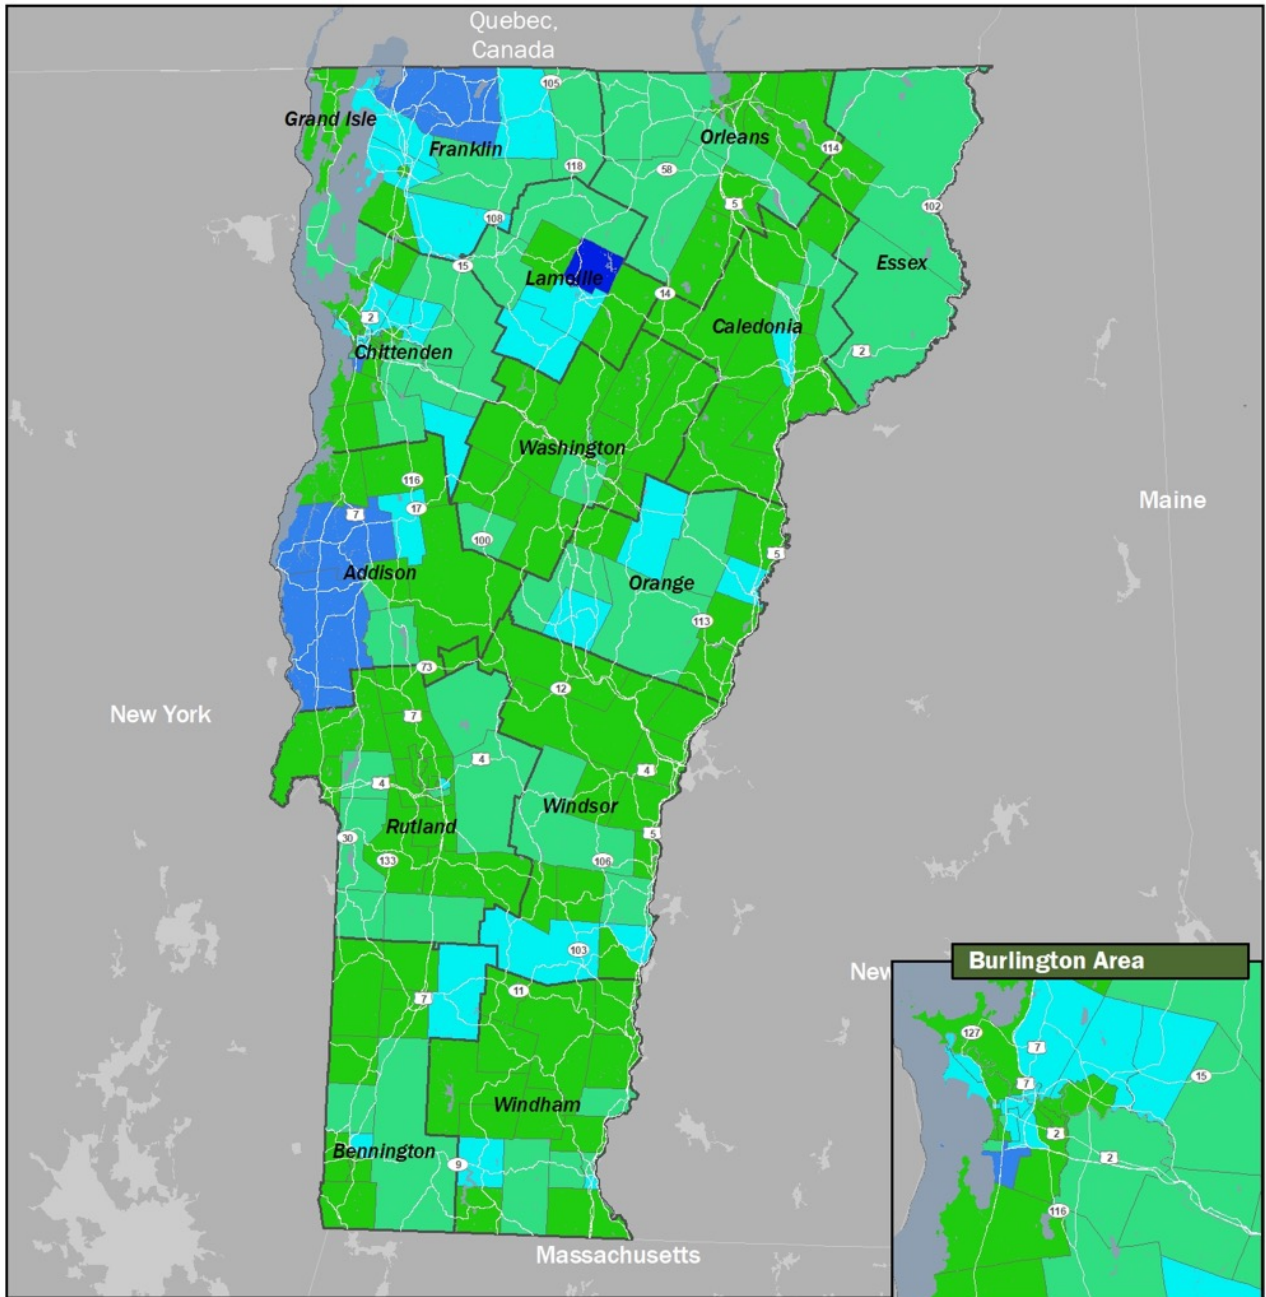 Quebec,
Canada
105
Grand Isle
Orleans
Franklin
114
118
58
5
102
108
Essex
15
Lamoille
14
2
Caledonia
Chittenden
2
Washington
116
Maine
17
7
100
5
Addison
Orange
113
73
12
New York
7
4
4
4
Windsor
Rutland
5
30
133
106
103
Burlington Area
New
11
7
127
7
15
7
Windham
2
Bennington
9
2
116
Massachusetts